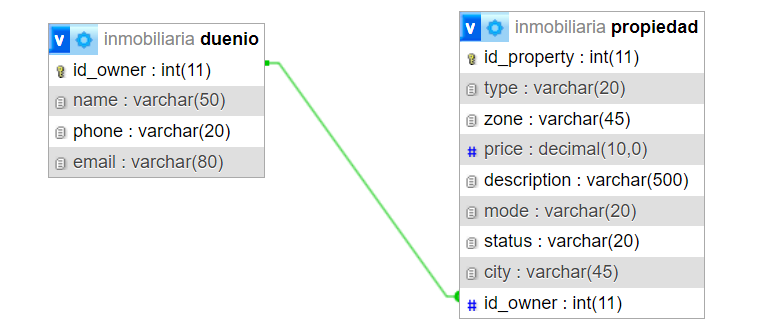 v inmobiliaria duenio
id_owner : int(11)
name : varchar(50)
phone : varchar(20)
email : varchar(80)
v inmobiliaria propiedad
id_property : int(11)
type : varchar(20)
zone : varchar(45)
# price : decimal(10,0)
description : varchar(500)
mode : varchar(20)
status : varchar(20)
city : varchar(45)
# id_owner : int(11)